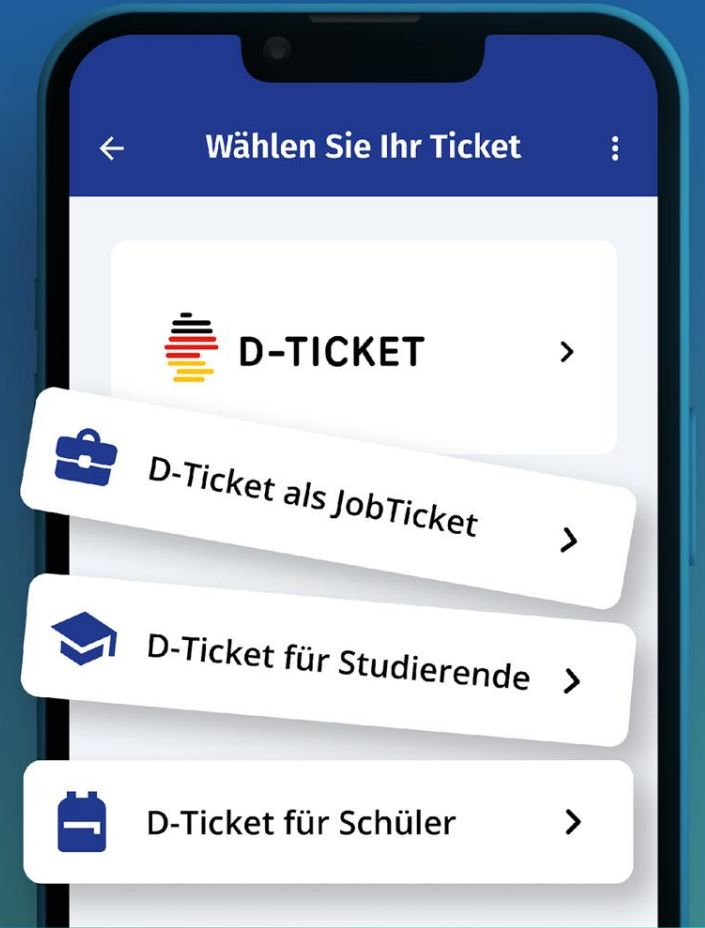 Wählen Sie Ihr Ticket
D-TICKET
D-Ticket als JobTicket
D-Ticket für Studierende
D-Ticket für Schüler